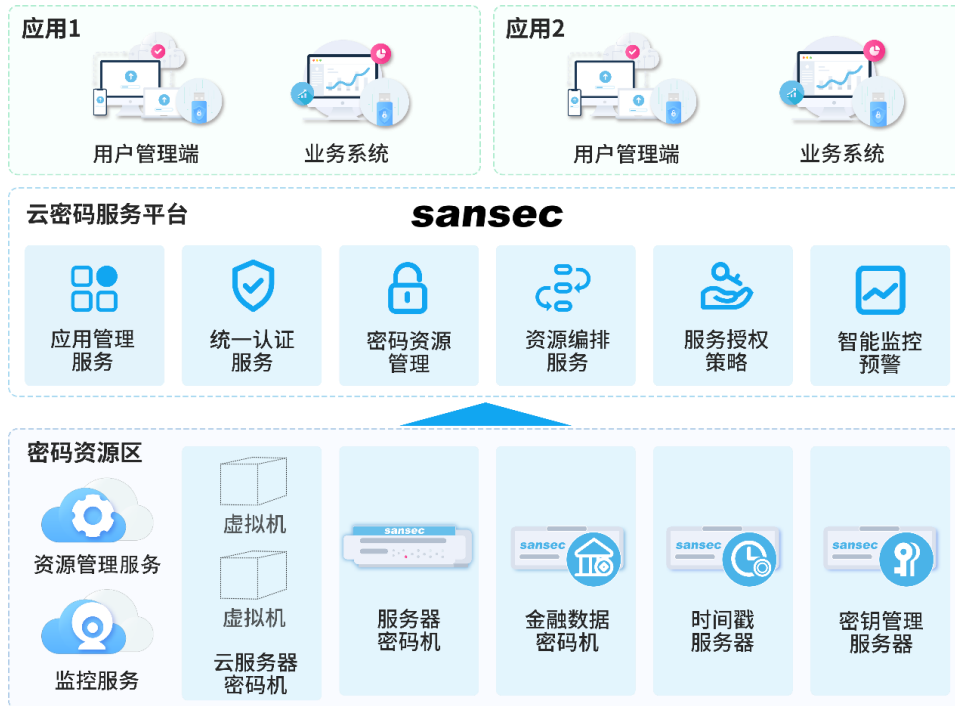 应用1
用户管理端
业务系统
应用2
用户管理端
业务系统
云密码服务平台
sansec
应用管理
服务
统一认证
服务
密码资源
管理
资源编排
服务
服务授权
策略
智能监控
预警
密码资源区
资源管理服务
监控服务
虚拟机
虚拟机
云服务器
密码机
sansec
服务器
密码机
sansec
金融数据
密码机
sansec
时间戳
服务器
sansec
密钥管理
服务器